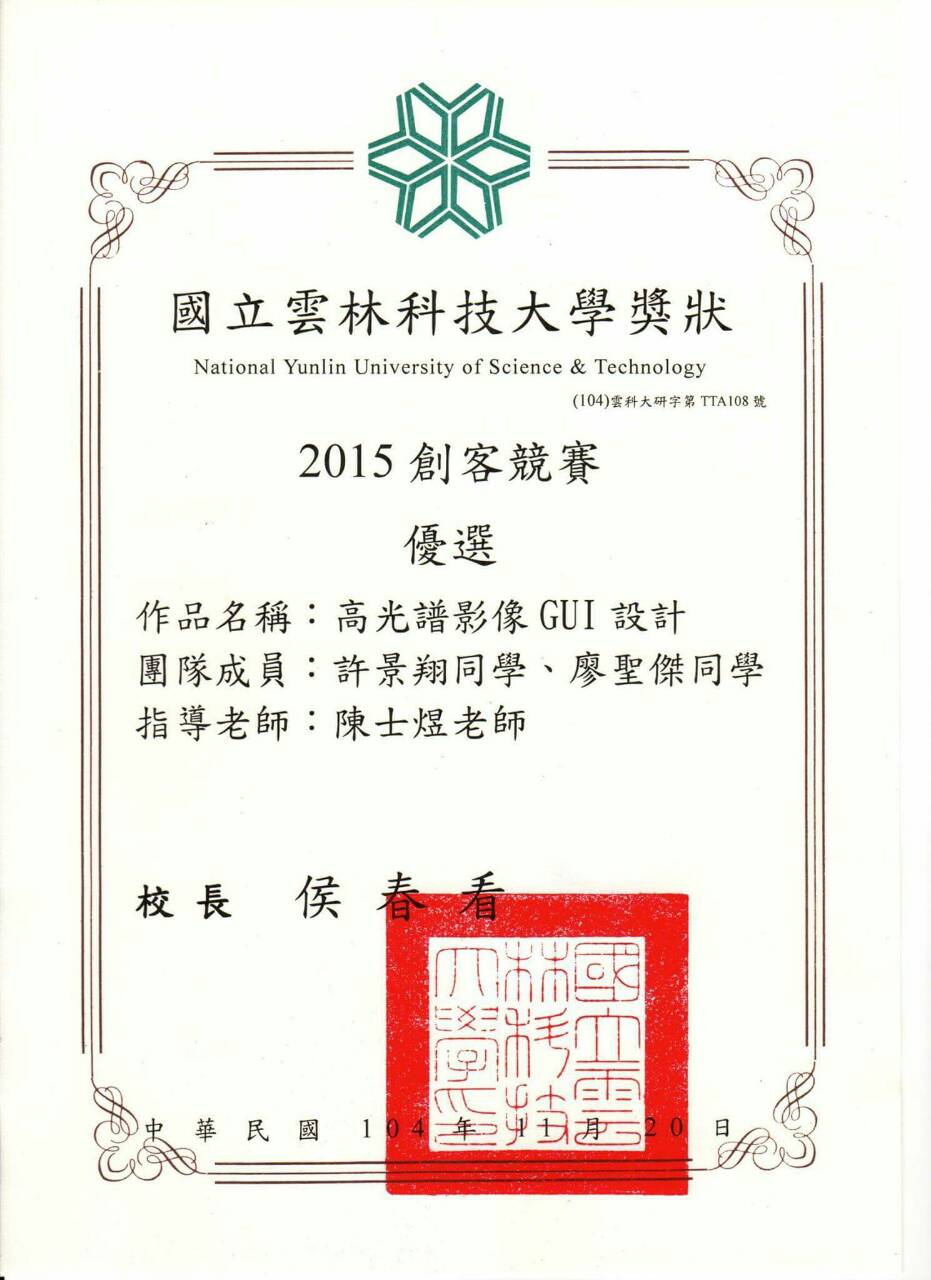 國立雲林科技大學獎狀
National Yunlin University of Science & Technology
(104)雲科大研字第 TTA108 號
2015 創客競賽
優選
作品名稱：高光譜影像 GUI 設計
團隊成員：許景翔同學、廖聖傑同學
指導老師：陳士煜老師
校長 侯春看
國立雲林科技大學印
中華民國 104 年 11 月 20 日